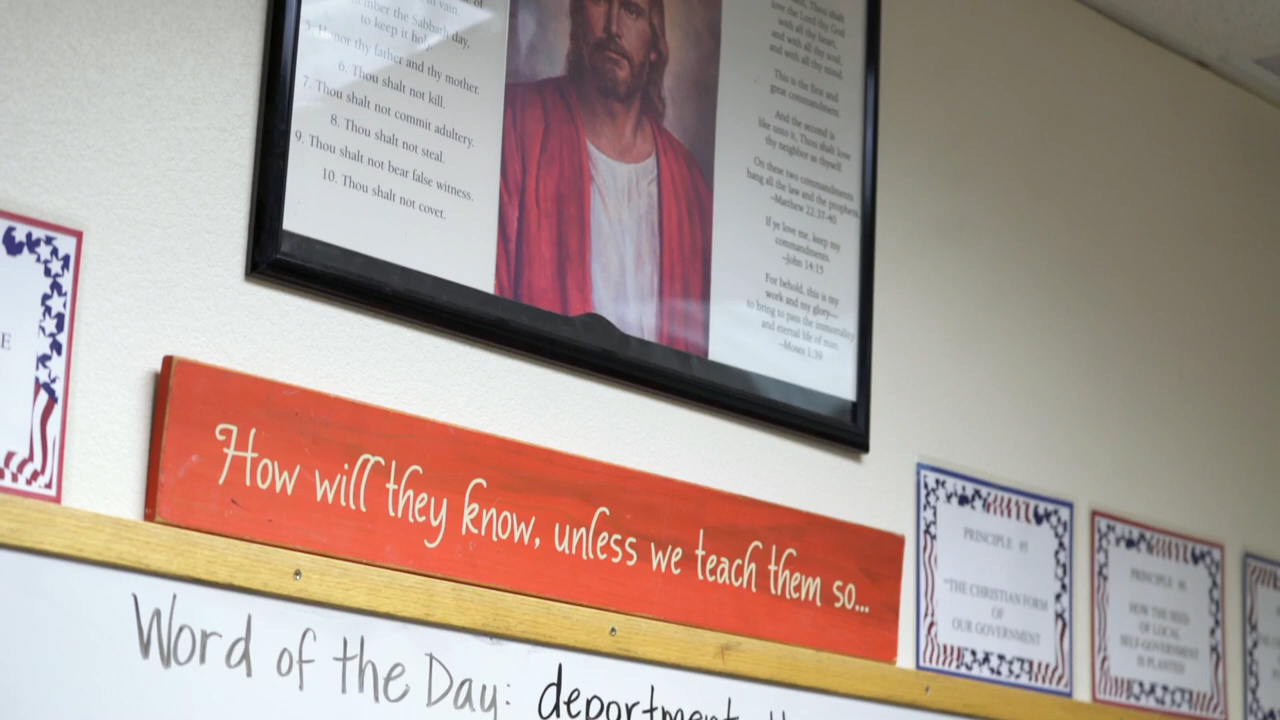 in vain.
the Sabbath day,
to keep it holy.
5. Honor thy father and thy mother.
6. Thou shalt not kill.
7. Thou shalt not commit adultery.
8. Thou shalt not steal.
9. Thou shalt not bear false witness.
10. Thou shalt not covet.
love the Lord thy God
with all thy heart,
and with all thy soul,
and with all thy mind.
This is the first and
great commandment.
And the second is
like unto it, Thou shalt love
thy neighbor as thyself.
On these two commandments
hang all the law and the prophets.
–Matthew 22:37-40
If ye love me, keep my
commandments.
–John 14:15
For behold, this is my
work and my glory—
to bring to pass the immortality
and eternal life of man.
–Moses 1:39
E
How will they know, unless we teach them so...
PRINCIPLE #5
"THE CHRISTIAN FORM
OF
OUR GOVERNMENT
PRINCIPLE #6
HOW THE SEED
OF LOCAL
SELF-GOVERNMENT
IS PLANTED
Word of the Day: